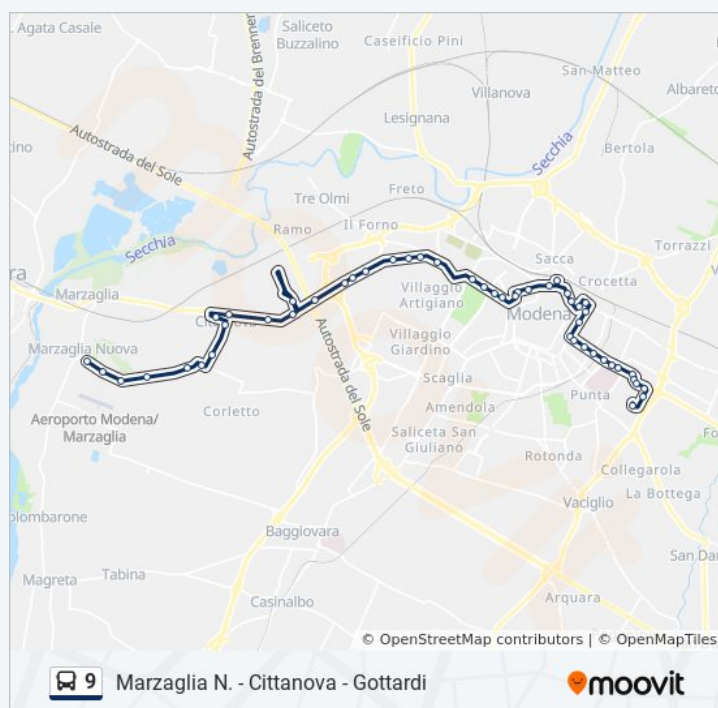 . Agata Casale
Saliceto
Buzzalino
Caseificio Pini
San Matteo
Villanova
Albareto
Lesignana
Autostrada del Brenner
Autostrada del Sole
Bertola
Secchia
Tre Olmi
Freto
Ramo
Il Forno
Torrazzi
Sacca
Secchia
Crocetta
Marzaglia
Villaggio
Artigiano
Cittanova
Modena
Autostrada del Sole
Villaggio
Giardino
Marzaglia Nuova
Scaglia
Punta
Aeroporto Modena/
Marzaglia
Corletto
Amendola
Saliceta San
Giuliano
Rotonda
Collegarola
La Bottega
Vaciglio
Baggiovara
Magreta
Tabina
Casinalbo
Arquara
© OpenStreetMap contributors | © OpenMapTiles
9 Marzaglia N. - Cittanova - Gottardi
moovit